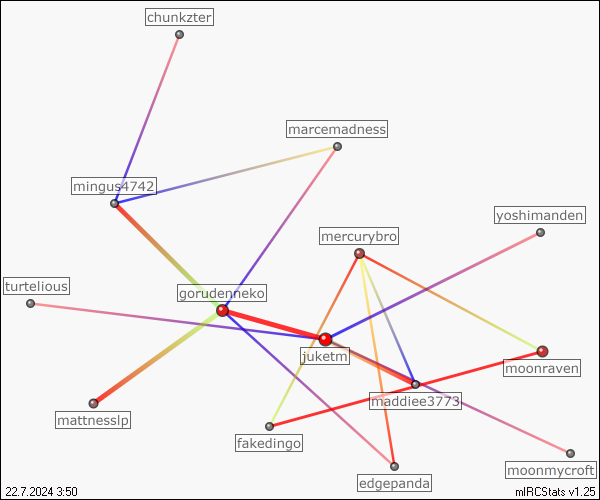 chunkzter
marcemadness
mingus4742
yoshimanden
mercurybro
turtelious
gorudenneko
juketm
moonraven
maddiee3773
mattnesslp
fakedingo
moonmycroft
edgepanda
22.7.2024 3:50
mIRCStats v1.25